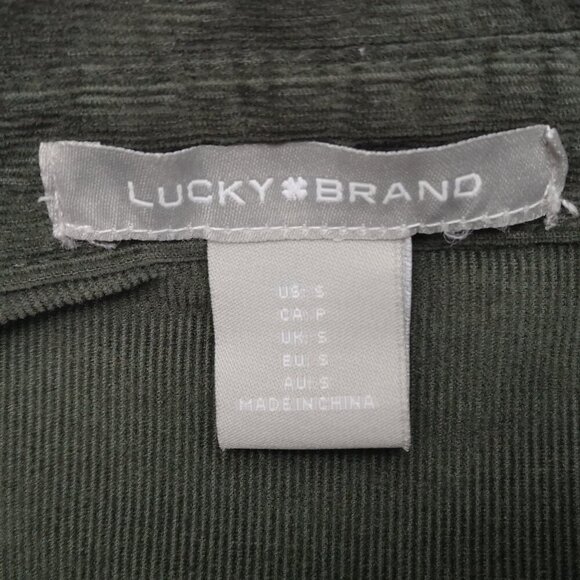 LUCKY BRAND
US: S
CA: P
UK: S
EU: S
AU: S
MADE IN CHINA